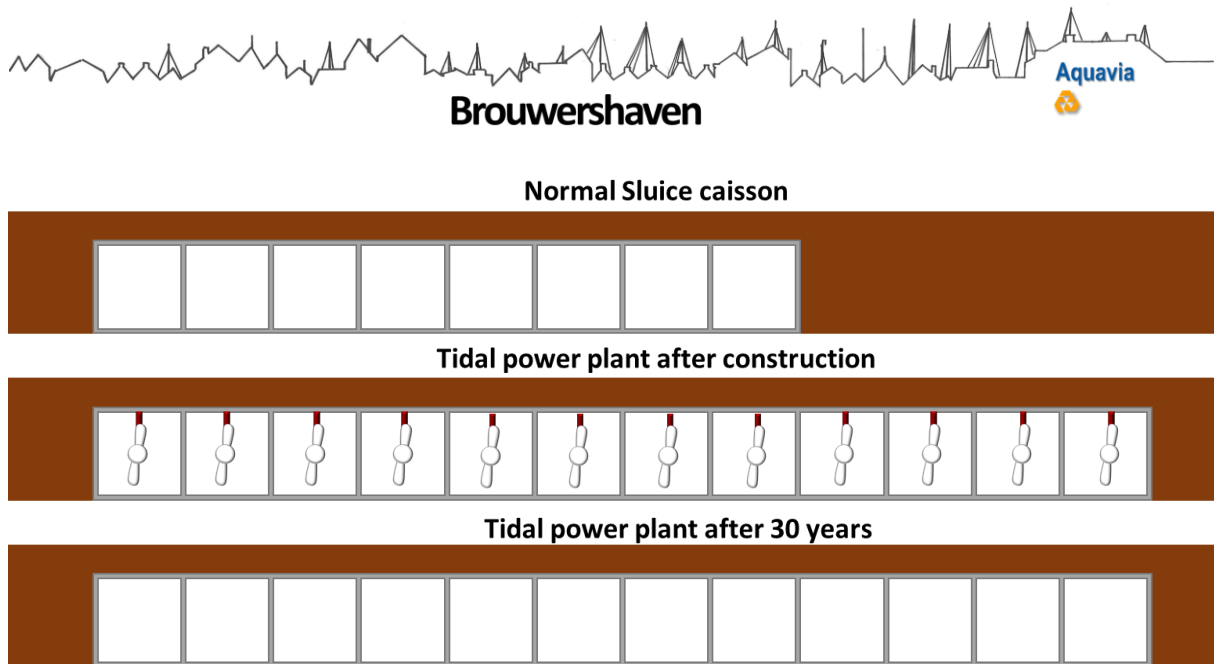 Aquavia
Brouwershaven
Normal Sluice caisson
Tidal power plant after construction
Tidal power plant after 30 years